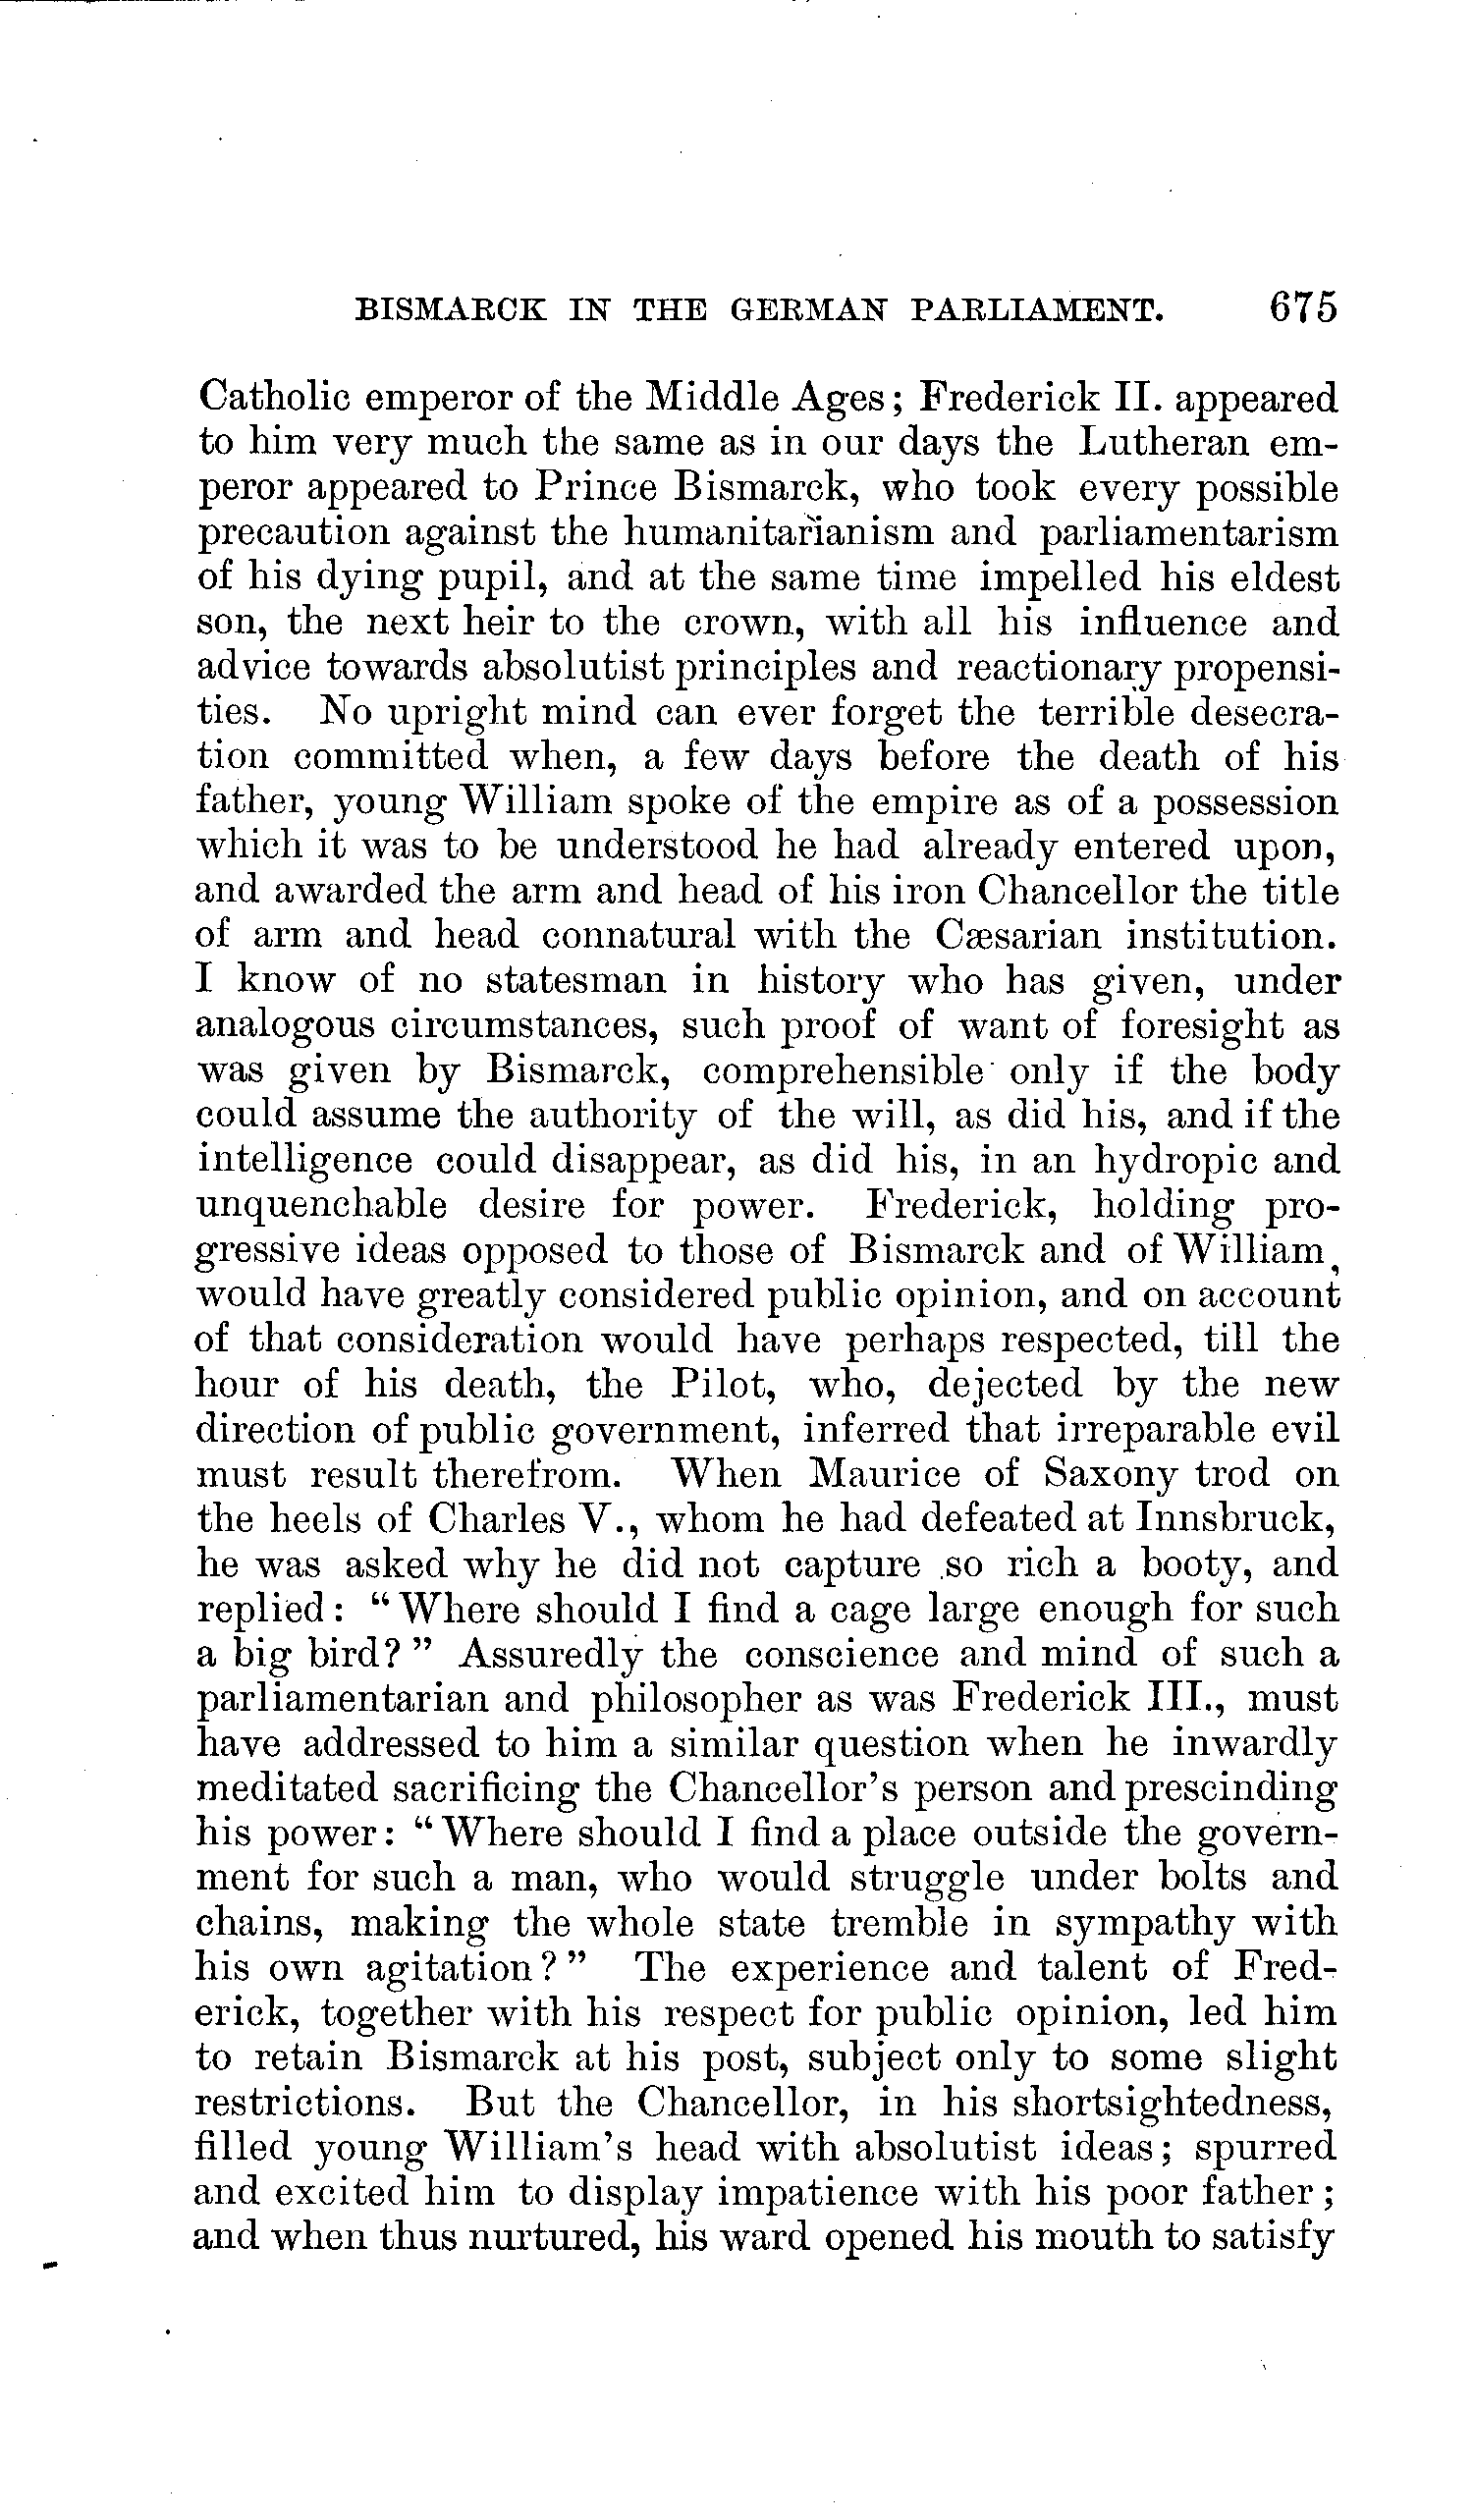 BISMARCK IN THE GERMAN PARLIAMENT. 675
Catholic emperor of the Middle Ages; Frederick II. appeared
to him very much the same as in our days the Lutheran em-
peror appeared to Prince Bismarck, who took every possible
precaution against the humanitarianism and parliamentarism
of his dying pupil, and at the same time impelled his eldest
son, the next heir to the crown, with all his influence and
advice towards absolutist principles and reactionary propensi-
ties. No upright mind can ever forget the terrible desecra-
tion committed when, a few days before the death of his
father, young William spoke of the empire as of a possession
which it was to be understood he had already entered upon,
and awarded the arm and head of his iron Chancellor the title
of arm and head connatural with the Cæsarian institution.
I know of no statesman in history who has given, under
analogous circumstances, such proof of want of foresight as
was given by Bismarck, comprehensible only if the body
could assume the authority of the will, as did his, and if the
intelligence could disappear, as did his, in an hydropic and
unquenchable desire for power. Frederick, holding pro-
gressive ideas opposed to those of Bismarck and of William,
would have greatly considered public opinion, and on account
of that consideration would have perhaps respected, till the
hour of his death, the Pilot, who, dejected by the new
direction of public government, inferred that irreparable evil
must result therefrom. When Maurice of Saxony trod on
the heels of Charles V., whom he had defeated at Innsbruck,
he was asked why he did not capture so rich a booty, and
replied: "Where should I find a cage large enough for such
a big bird?" Assuredly the conscience and mind of such a
parliamentarian and philosopher as was Frederick III., must
have addressed to him a similar question when he inwardly
meditated sacrificing the Chancellor's person and prescinding
his power: "Where should I find a place outside the govern-
ment for such a man, who would struggle under bolts and
chains, making the whole state tremble in sympathy with
his own agitation?" The experience and talent of Fred-
erick, together with his respect for public opinion, led him
to retain Bismarck at his post, subject only to some slight
restrictions. But the Chancellor, in his shortsightedness,
filled young William's head with absolutist ideas; spurred
and excited him to display impatience with his poor father;
and when thus nurtured, his ward opened his mouth to satisfy